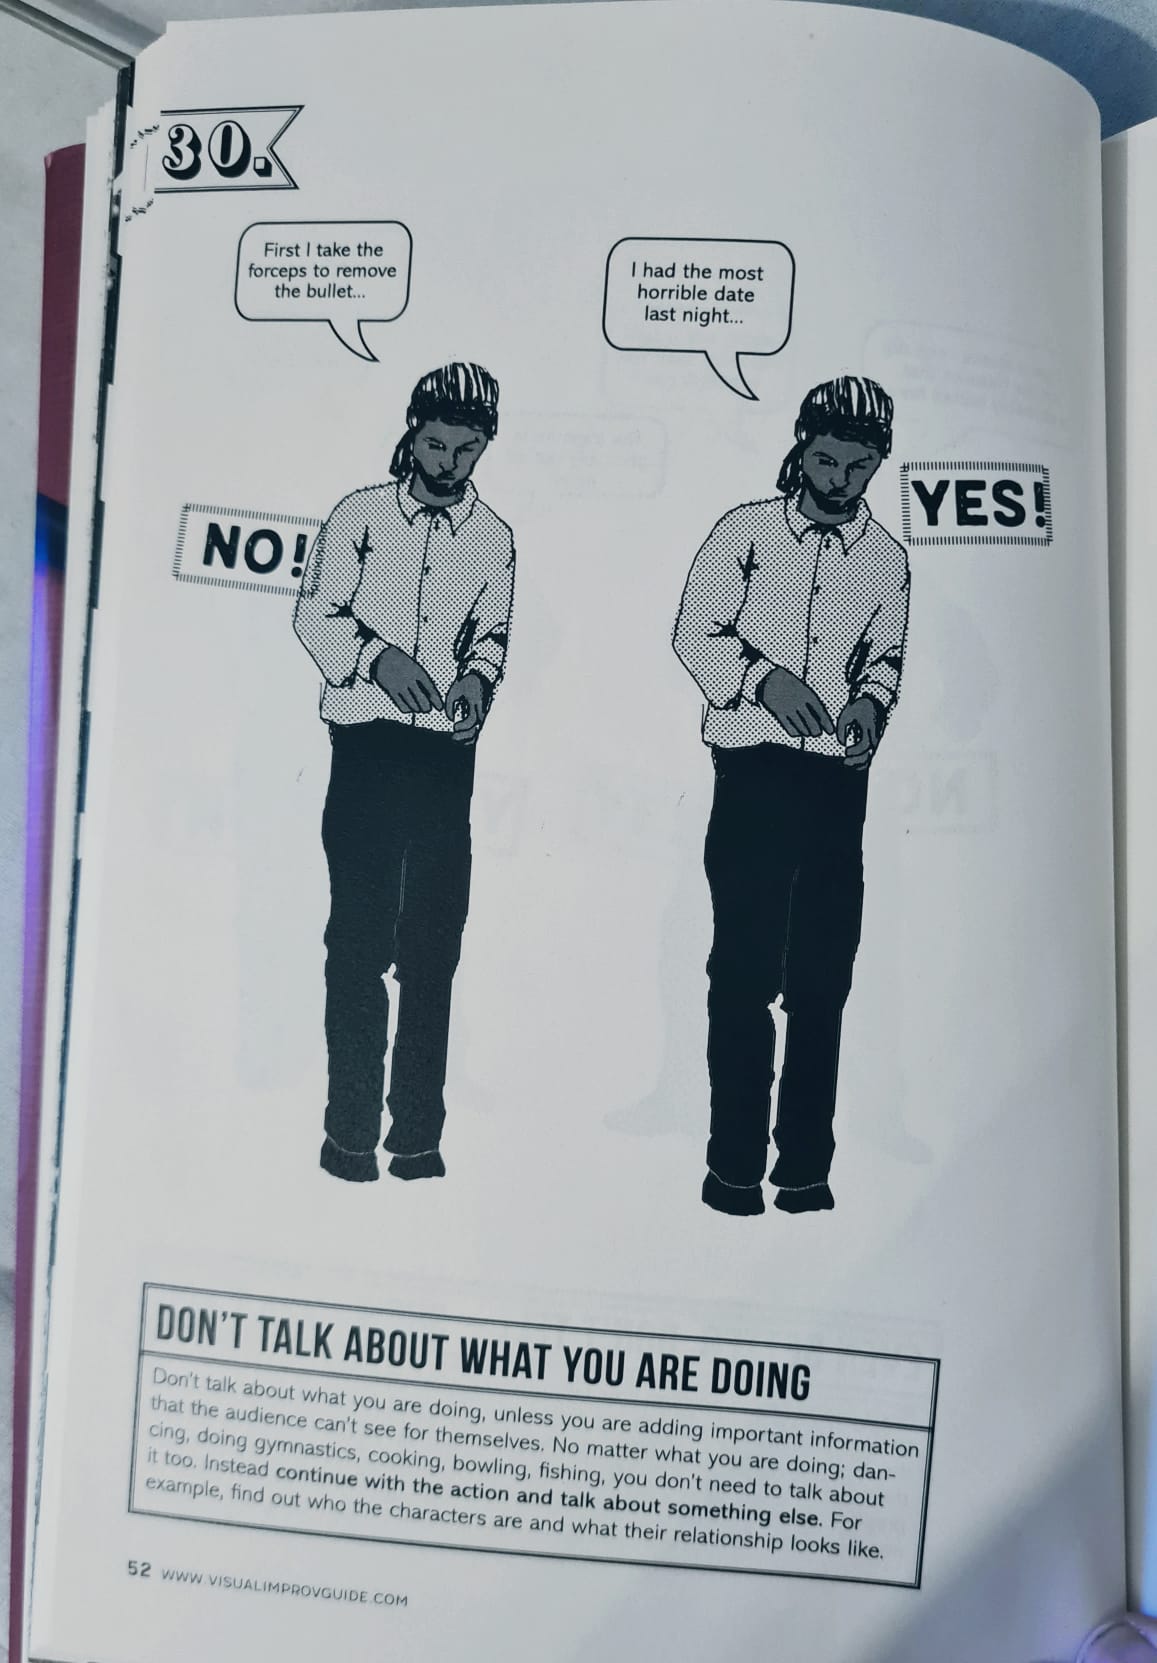 30.
First I take the
forceps to remove
the bullet...
I had the most
horrible date
last night...
NO!
YES!
DON'T TALK ABOUT WHAT YOU ARE DOING
Don't talk about what you are doing, unless you are adding important information
that the audience can't see for themselves. No matter what you are doing; dan-
cing, doing gymnastics, cooking, bowling, fishing, you don't need to talk about
it too. Instead continue with the action and talk about something else. For
example, find out who the characters are and what their relationship looks like.
52 WWW.VISUALIMPROVGUIDE.COM